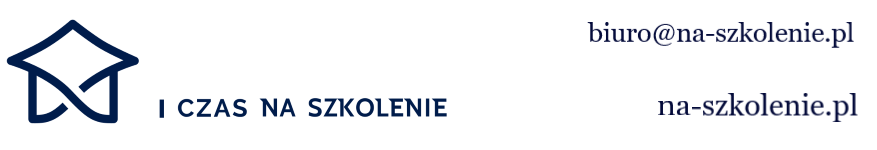 biuro@na-szkolenie.pl
I CZAS NA SZKOLENIE
na-szkolenie.pl